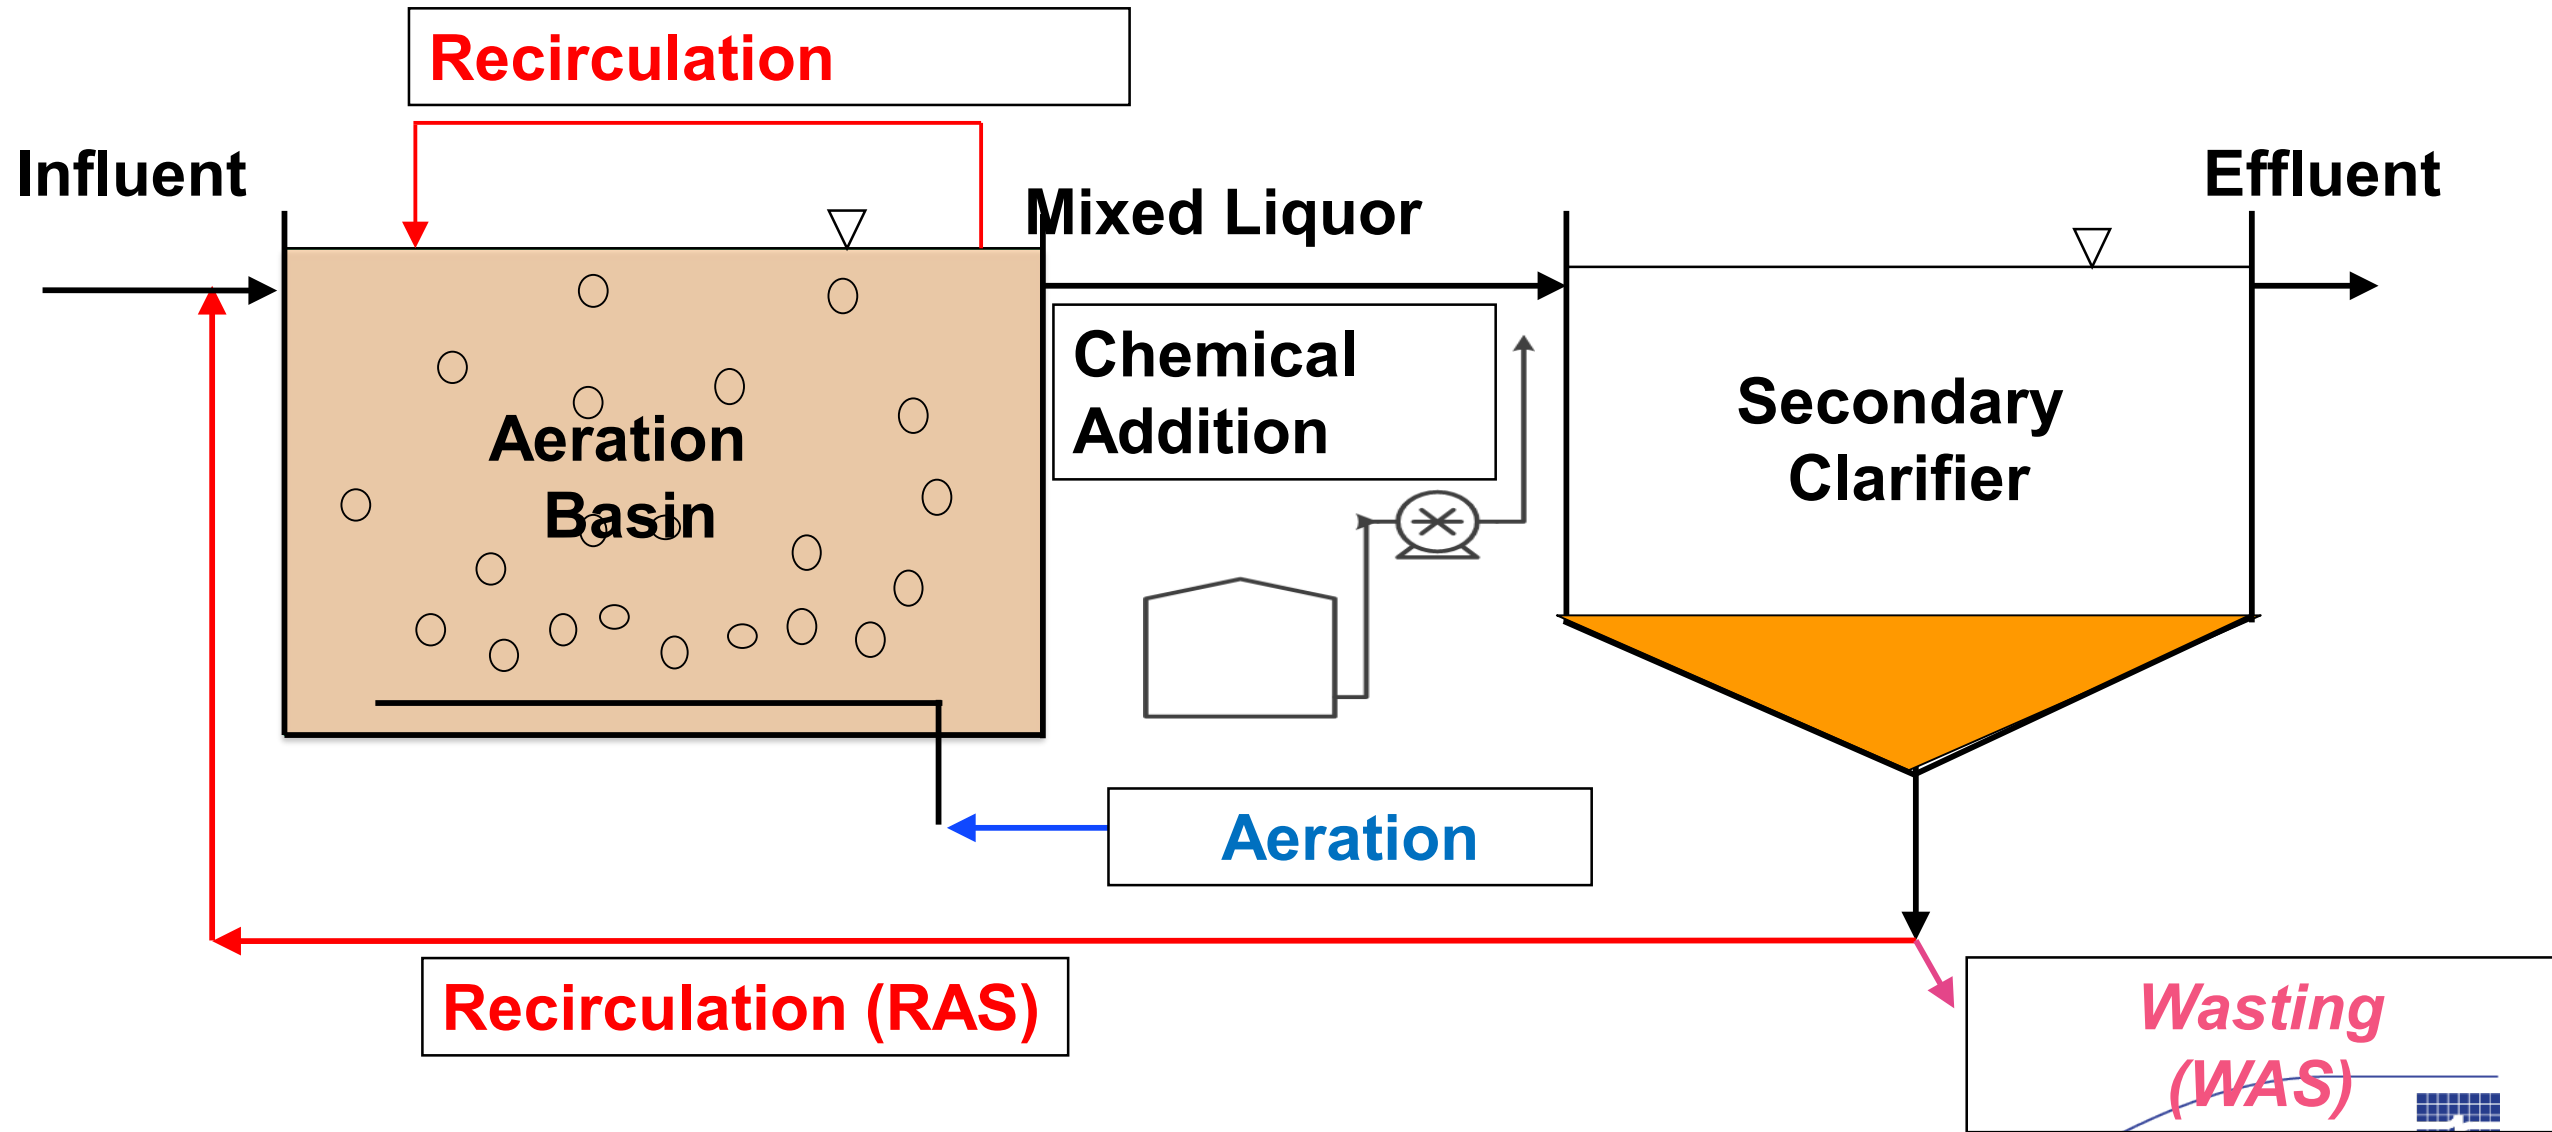 Recirculation
Influent
Mixed Liquor
Effluent
Chemical
Addition
Aeration
Basin
Secondary
Clarifier
Aeration
Recirculation (RAS)
Wasting
(WAS)